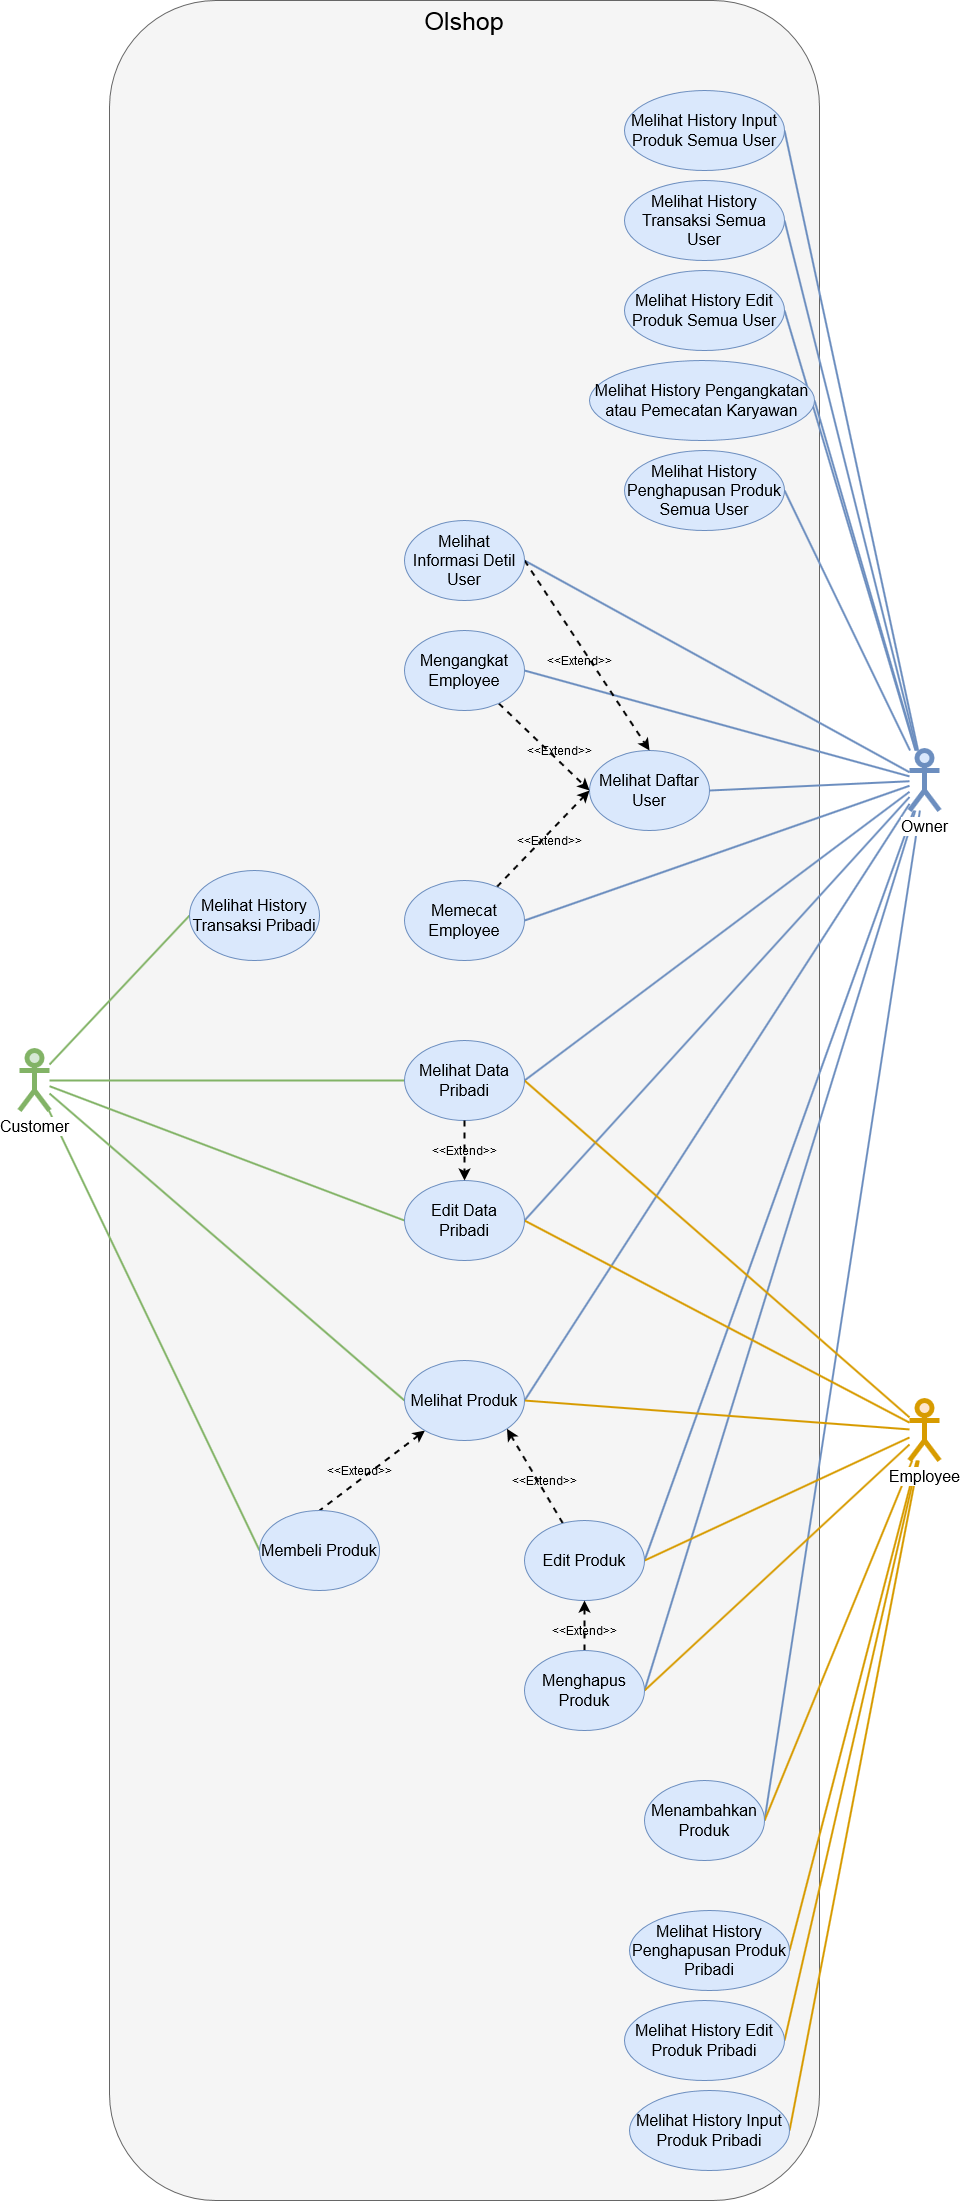 Olshop
Melihat History Input
Produk Semua User
Melihat History
Transaksi Semua
User
Melihat History Edit
Produk Semua User
Melihat History Pengangkatan
atau Pemecatan Karyawan
Melihat History
Penghapusan Produk
Semua User
Melihat
Informasi Detil
User
<<Extend>>
Mengangkat
Employee
<<Extend>>
Melihat Daftar
User
Owner
<<Extend>>
Memecat
Employee
Melihat History
Transaksi Pribadi
Customer
Melihat Data
Pribadi
<<Extend>>
Edit Data
Pribadi
Melihat Produk
<<Extend>>
<<Extend>>
Employee
Membeli Produk
Edit Produk
<<Extend>>
Menghapus
Produk
Menambahkan
Produk
Melihat History
Penghapusan Produk
Pribadi
Melihat History Edit
Produk Pribadi
Melihat History Input
Produk Pribadi